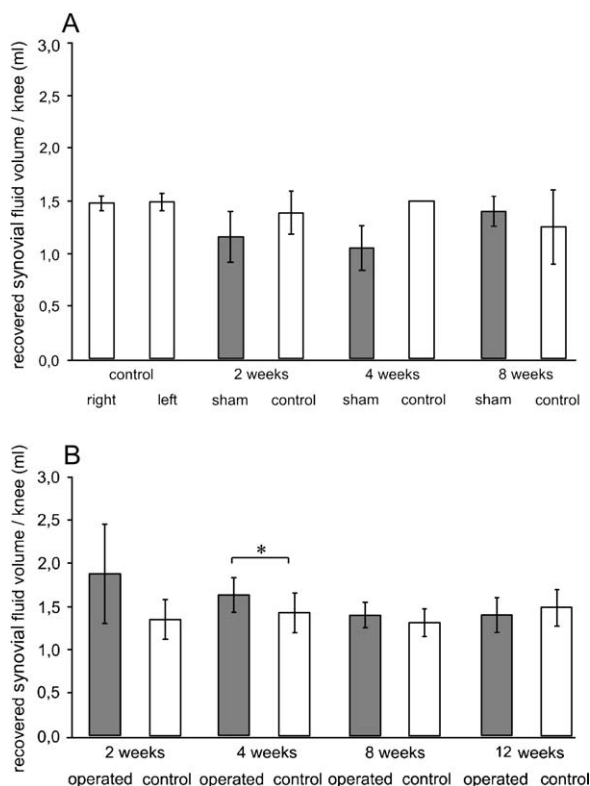 A
recovered synovial fluid volume / knee (ml)
3,0
2,5
2,0
1,5
1,0
0,5
0,0
control 2 weeks 4 weeks 8 weeks
right left sham control sham control sham control
B
recovered synovial fluid volume / knee (ml)
3,0
2,5
2,0
*
1,5
1,0
0,5
0,0
2 weeks 4 weeks 8 weeks 12 weeks
operated control operated control operated control operated control